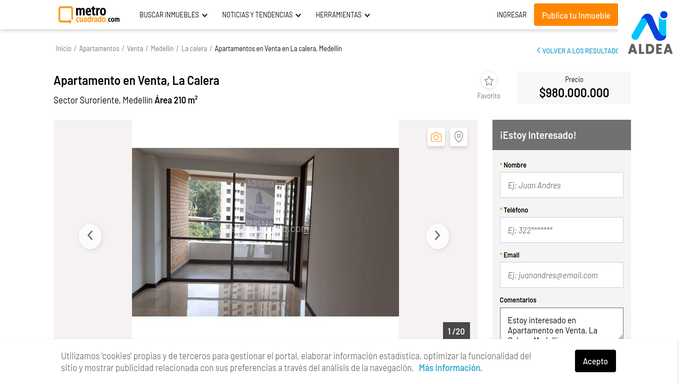 metro
cuadrado.com
BUSCAR INMUEBLES
NOTICIAS Y TENDENCIAS
HERRAMIENTAS
INGRESAR
Publica tu Inmueble
ALDEA
Inicio / Apartamentos / Venta / Medellín / La calera / Apartamentos en Venta en La calera, Medellín
VOLVER A LOS RESULTAD
Apartamento en Venta, La Calera
Sector Suroriente, Medellín Área 210 m²
Favorito
Precio
$980.000.000
¡Estoy Interesado!
* Nombre
Ej: Juan Andres
* Teléfono
Ej: 322*******
* Email
Ej: juanandres@email.com
Comentarios
Estoy interesado en
Apartamento en Venta, La
1 / 20
Utilizamos 'cookies' propias y de terceros para gestionar el portal, elaborar información estadística, optimizar la funcionalidad del
sitio y mostrar publicidad relacionada con sus preferencias a través del análisis de la navegación. Más Información.
Acepto